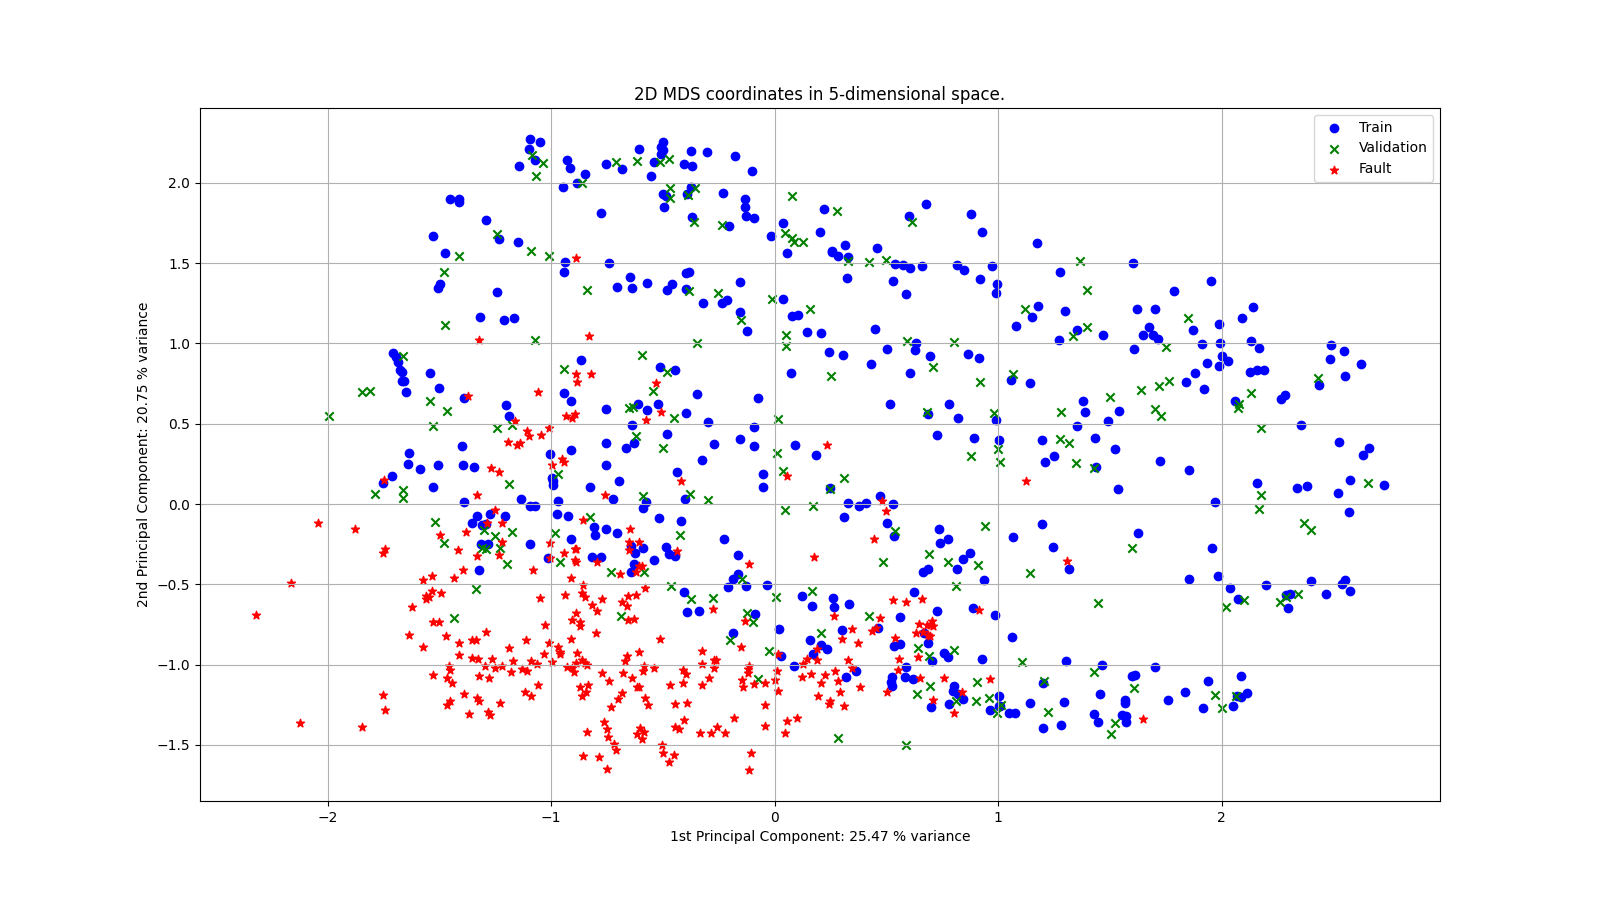 2D MDS coordinates in 5-dimensional space.
Train
Validation
Fault
2nd Principal Component: 20.75 % variance
2.0
1.5
1.0
0.5
0.0
−0.5
−1.0
−1.5
−2
−1
0
1
2
1st Principal Component: 25.47 % variance